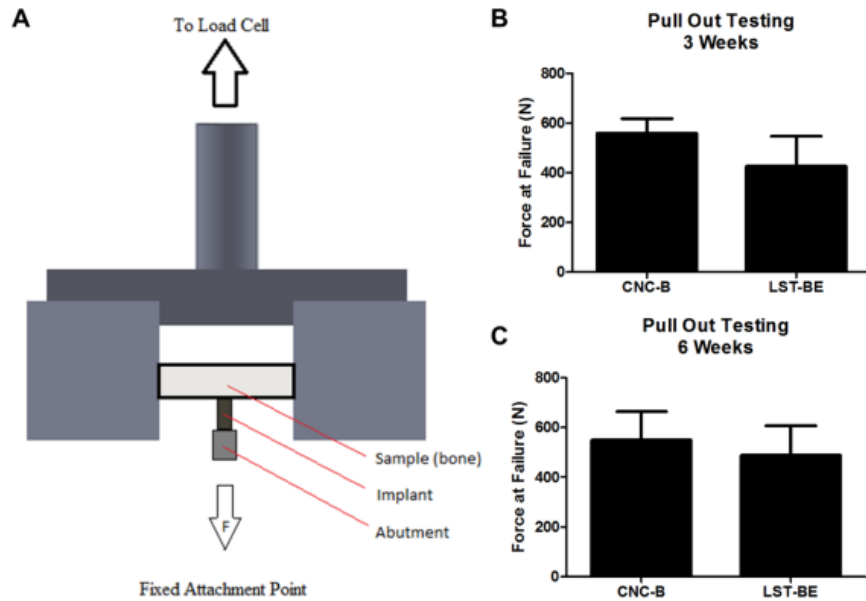 A
To Load Cell
Sample (bone)
Implant
Abutment
F
Fixed Attachment Point
B
Pull Out Testing
3 Weeks
Force at Failure (N)
800
600
400
200
0
CNC-B
LST-BE
C
Pull Out Testing
6 Weeks
Force at Failure (N)
800
600
400
200
0
CNC-B
LST-BE